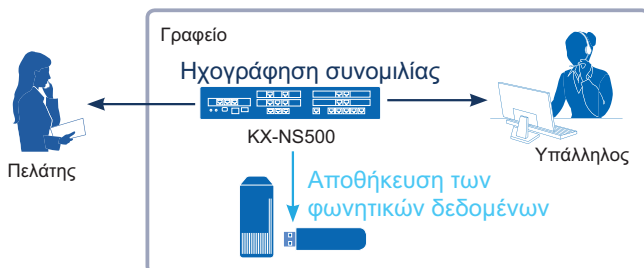 Γραφείο
Ηχογράφηση συνομιλίας
KX-NS500
Πελάτης
Υπάλληλος
Αποθήκευση των
φωνητικών δεδομένων